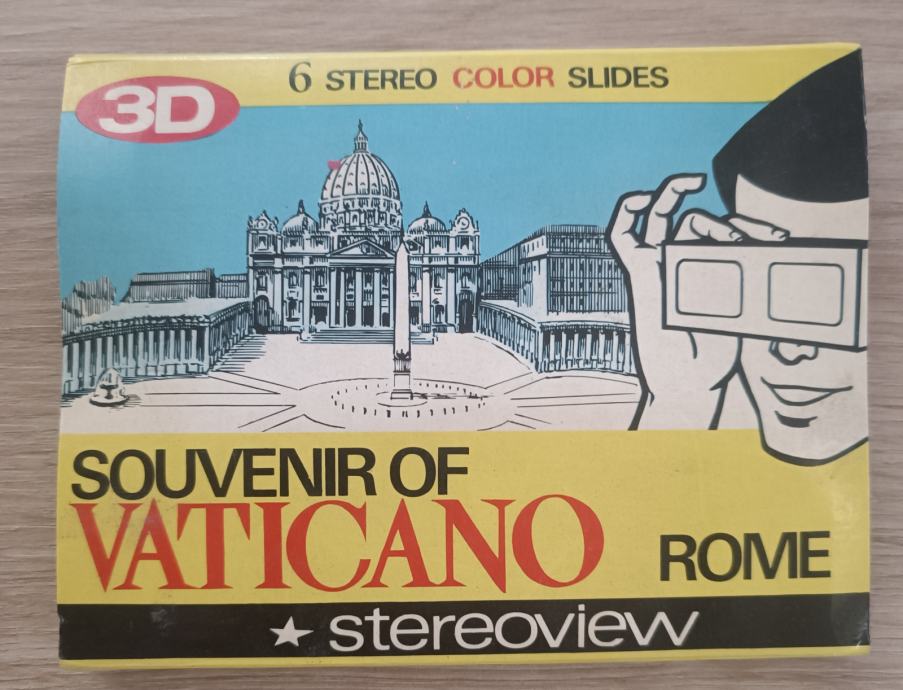 3D
6 STEREO COLOR SLIDES
SOUVENIR OF
VATICANO
ROME
★ stereoview